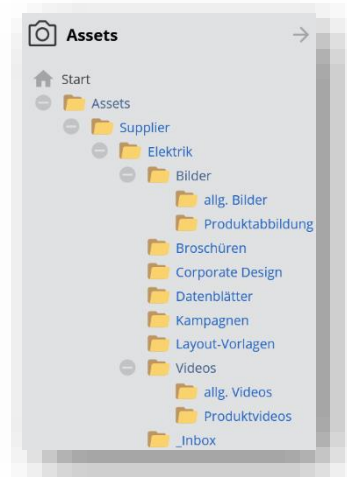 Assets
Start
Assets
Supplier
Elektrik
Bilder
allg. Bilder
Produktabbildung
Broschüren
Corporate Design
Datenblätter
Kampagnen
Layout-Vorlagen
Videos
allg. Videos
Produktvideos
_Inbox